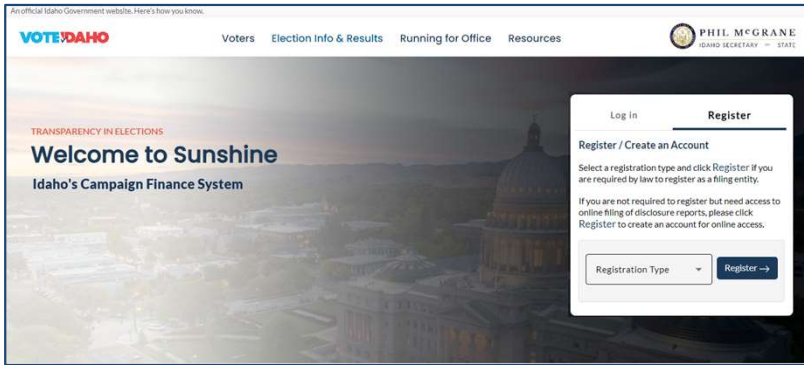 An official Idaho Government website. Here's how you know.
VOTEIDAHO
Voters Election Info & Results Running for Office Resources
PHIL McGRANE
IDAHO SECRETARY OF STATE
TRANSPARENCY IN ELECTIONS
Welcome to Sunshine
Idaho's Campaign Finance System
Log in Register
Register / Create an Account
Select a registration type and click Register if you
are required by law to register as a filing entity.
If you are not required to register but need access to
online filing of disclosure reports, please click
Register to create an account for online access.
Registration Type
Register →